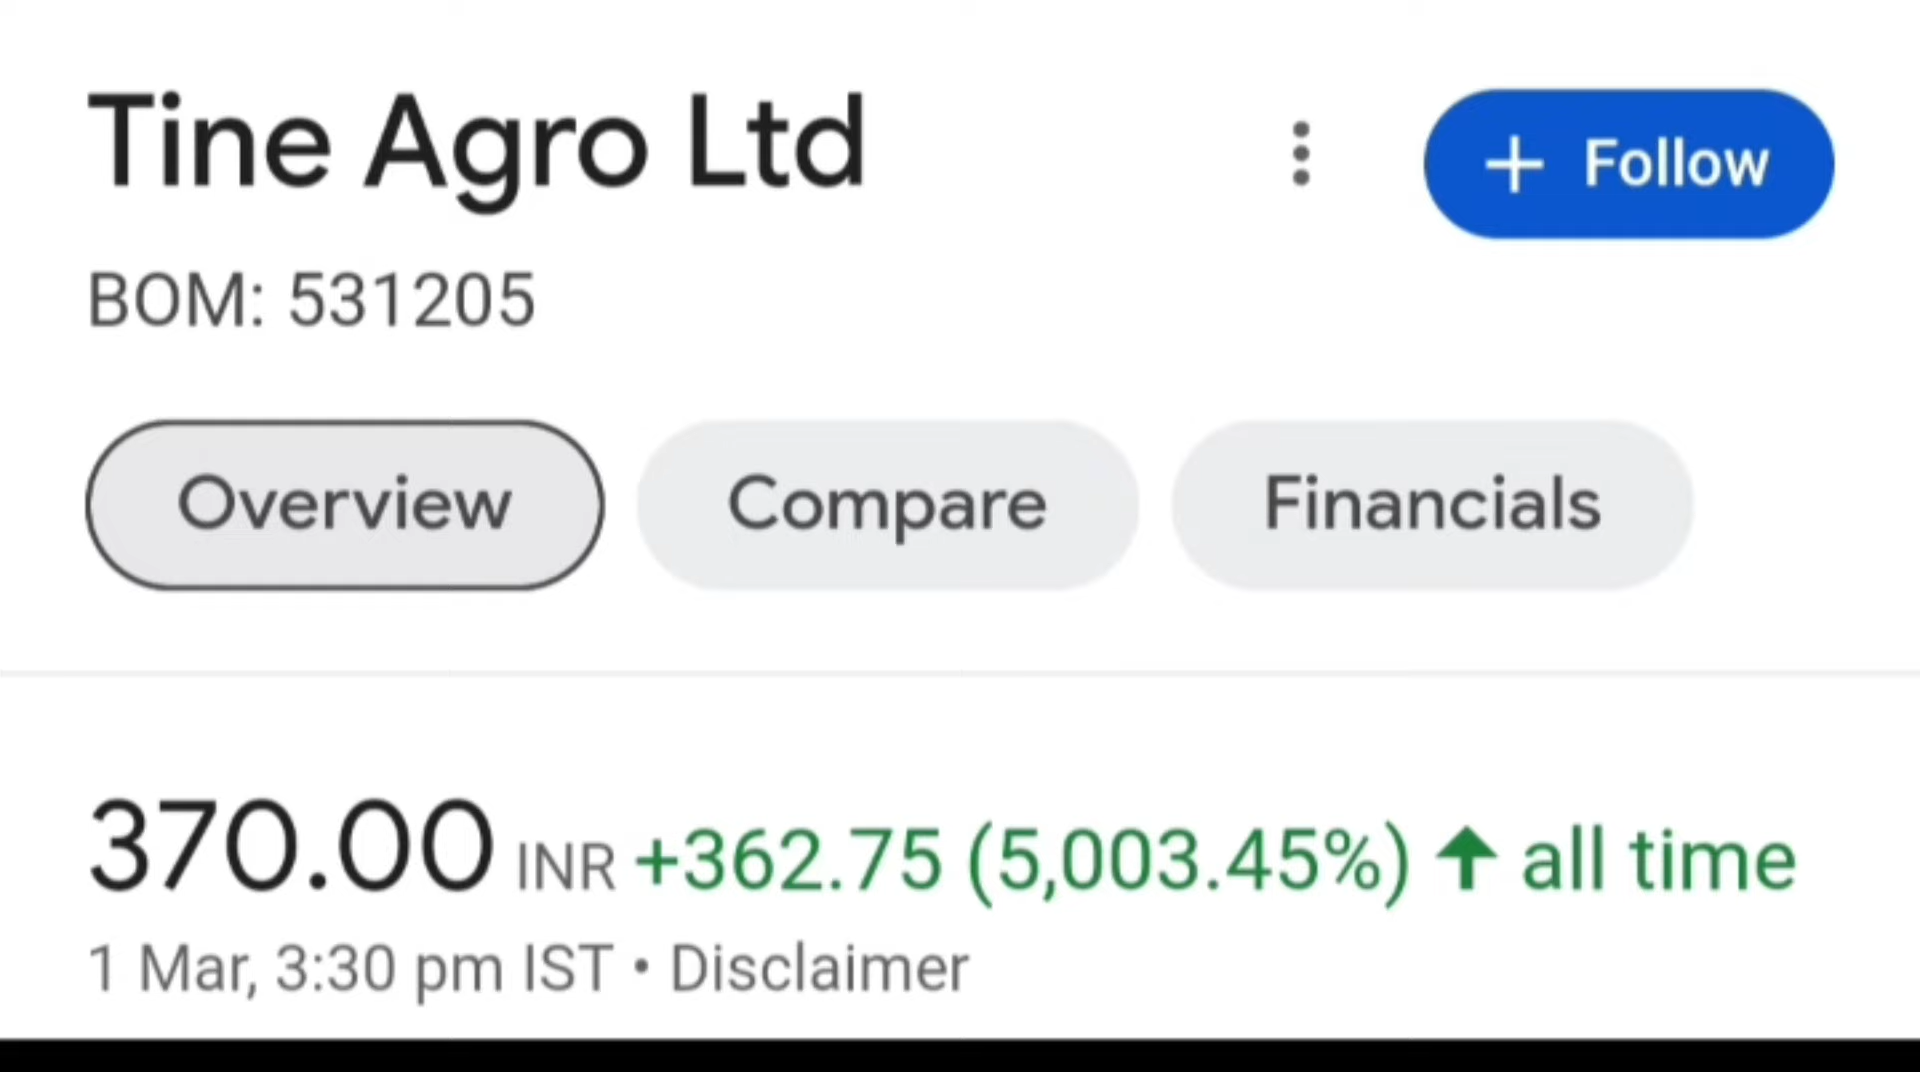 Tine Agro Ltd
+ Follow
BOM: 531205
Overview Compare Financials
370.00 INR +362.75 (5,003.45%) ↑ all time
1 Mar, 3:30 pm IST • Disclaimer